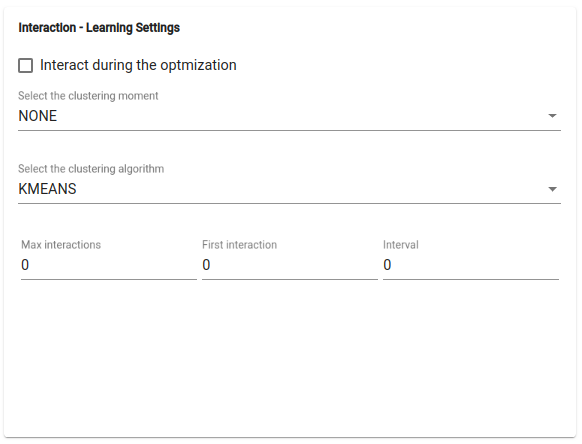 Interaction - Learning Settings
Interact during the optmization
Select the clustering moment
NONE
Select the clustering algorithm
KMEANS
Max interactions First interaction Interval
0 0 0